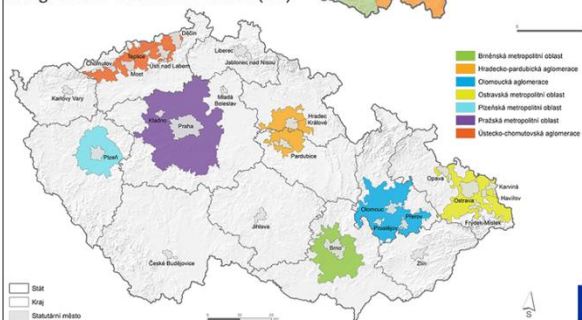 Děčín
Teplice
Ústí nad Labem
Chomutov
Most
Liberec
Jablonec nad Nisou
Karlovy Vary
Mladá
Boleslav
Kladno
Praha
Hradec
Králové
Pardubice
Plzeň
Opava
Karviná
Havířov
Ostrava
Frýdek-Místek
Olomouc
Přerov
Prostějov
Jihlava
Brno
Zlín
České Budějovice
Brněnská metropolitní oblast
Hradecko-pardubická aglomerace
Olomoucká aglomerace
Ostravská metropolitní oblast
Plzeňská metropolitní oblast
Pražská metropolitní oblast
Ústecko-chomutovská aglomerace
Stát
Kraj
Statutární město
S